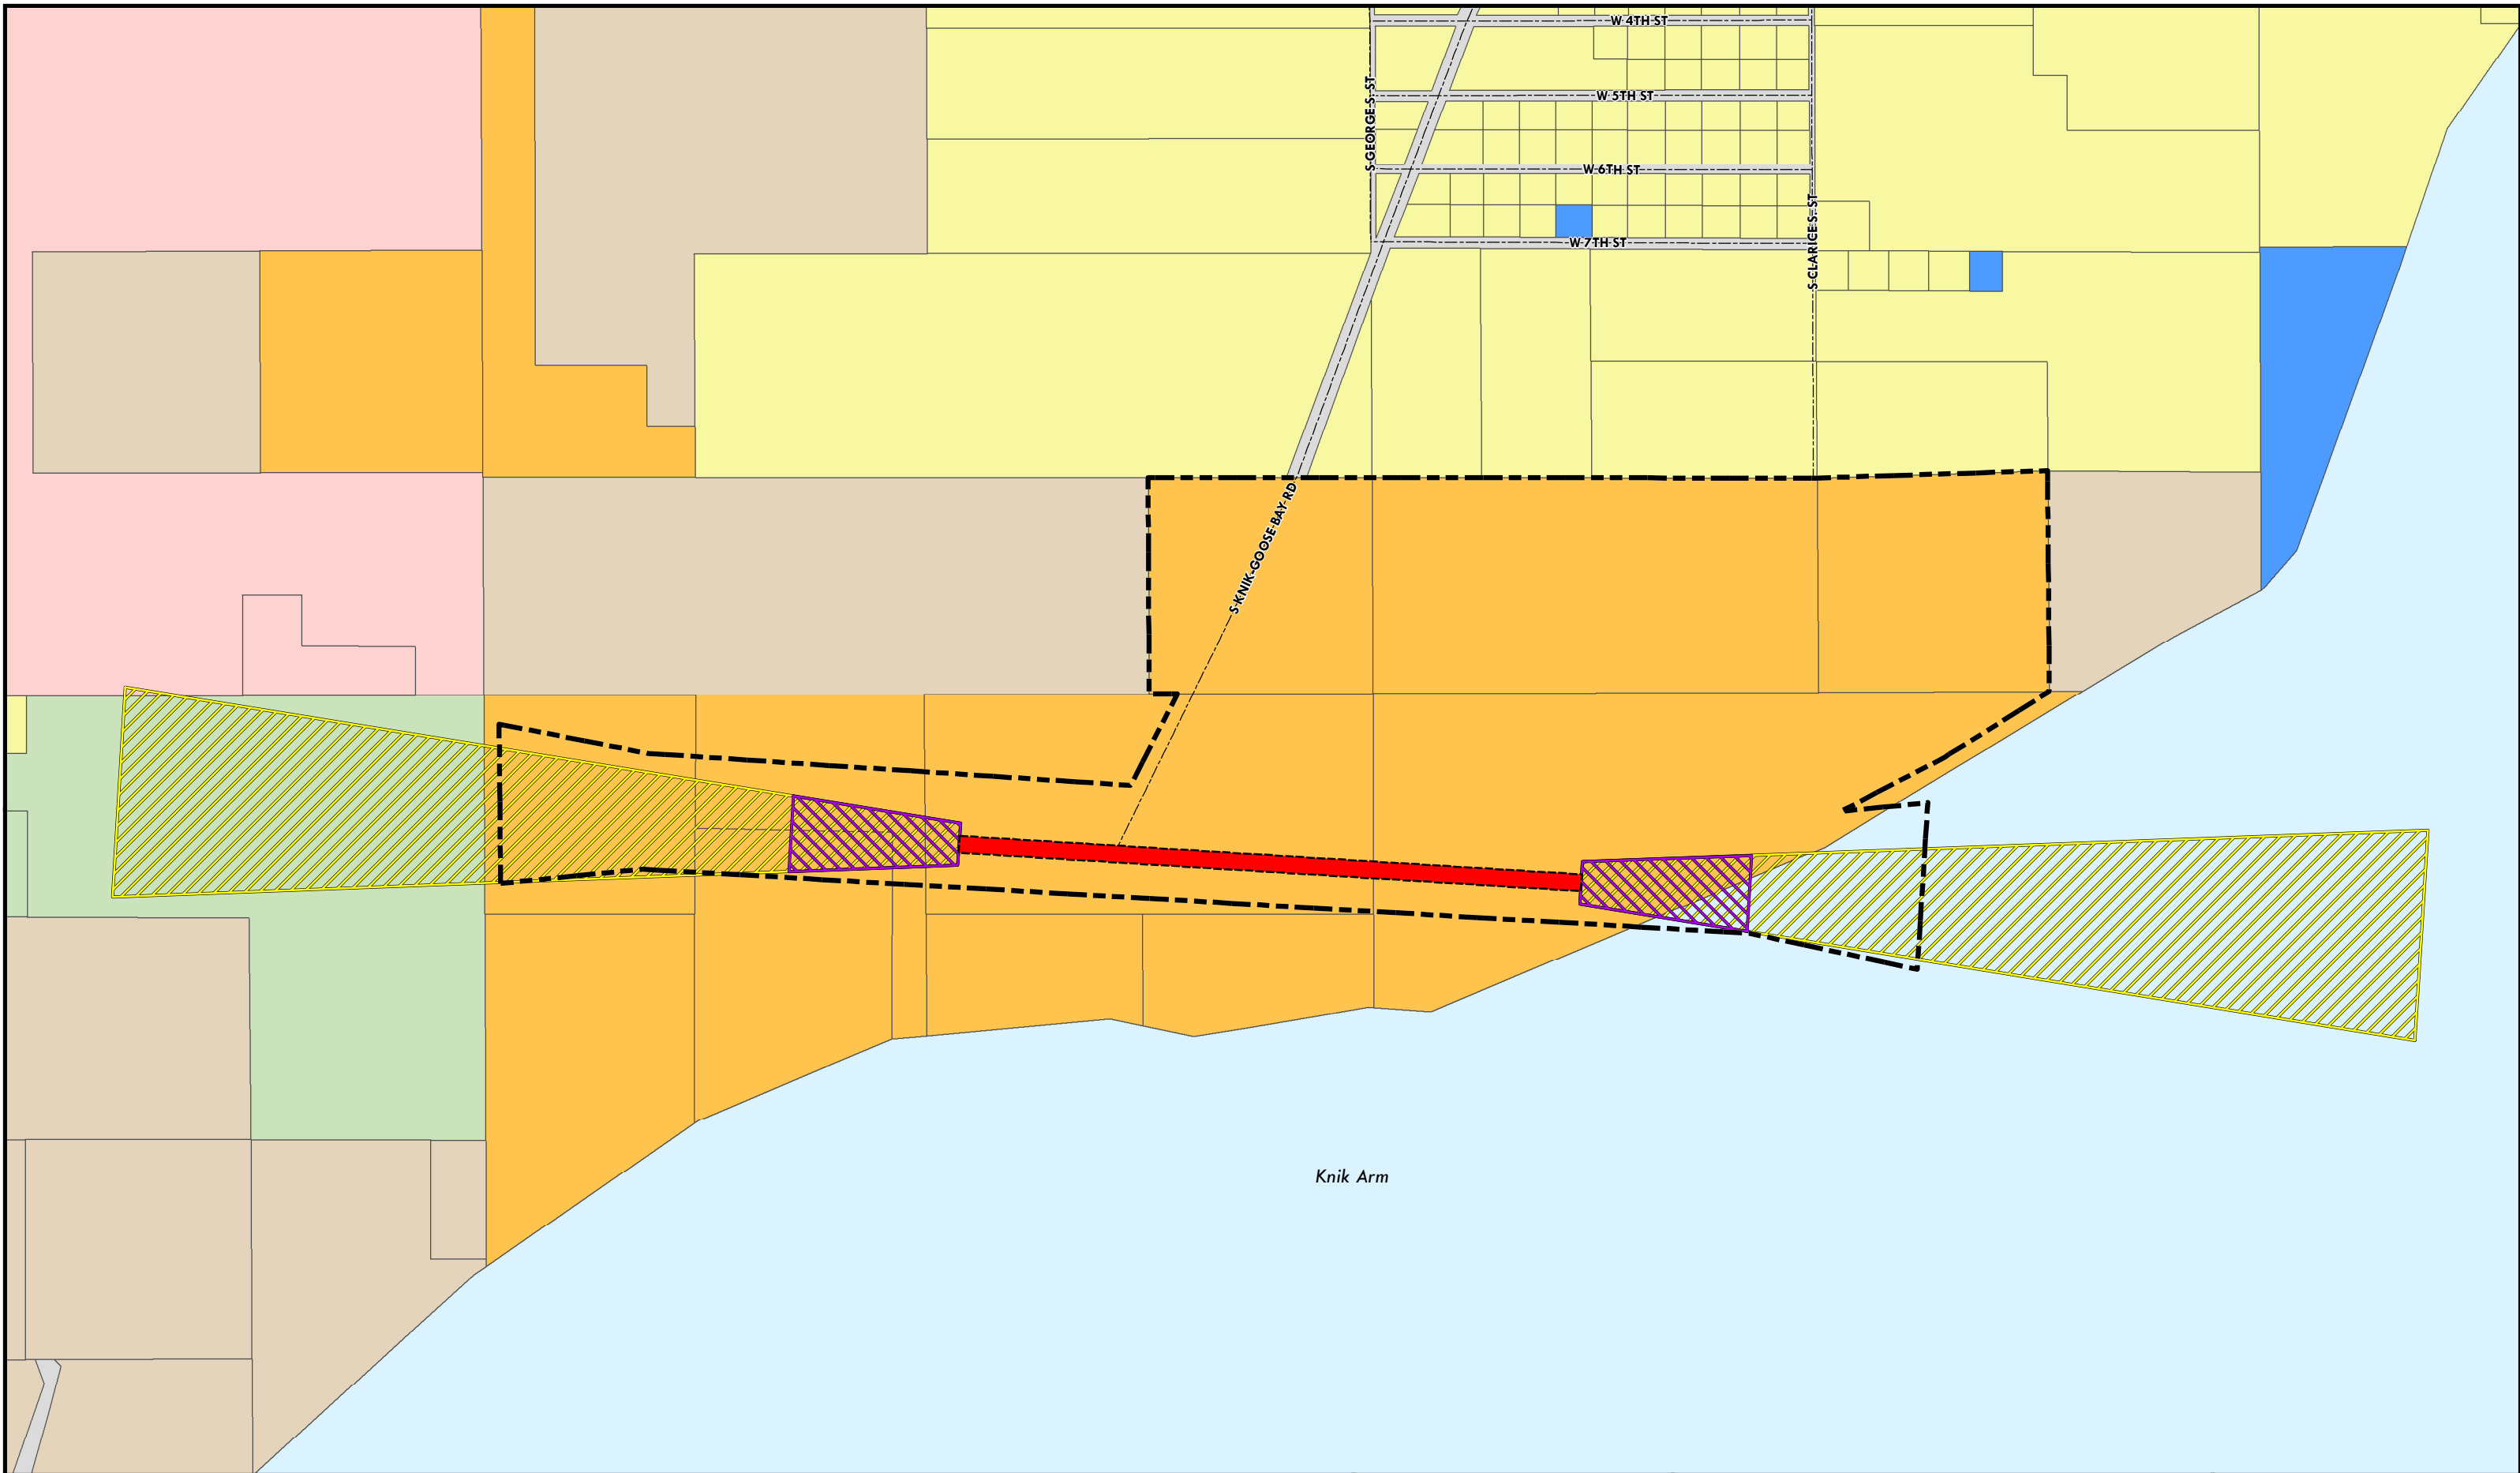 W 4TH ST
S GEORGE S. ST
W 5TH ST
W 6TH ST
S CLARICE S. ST
W 7TH ST
S KNIK-GOOSE BAY RD
Knik Arm